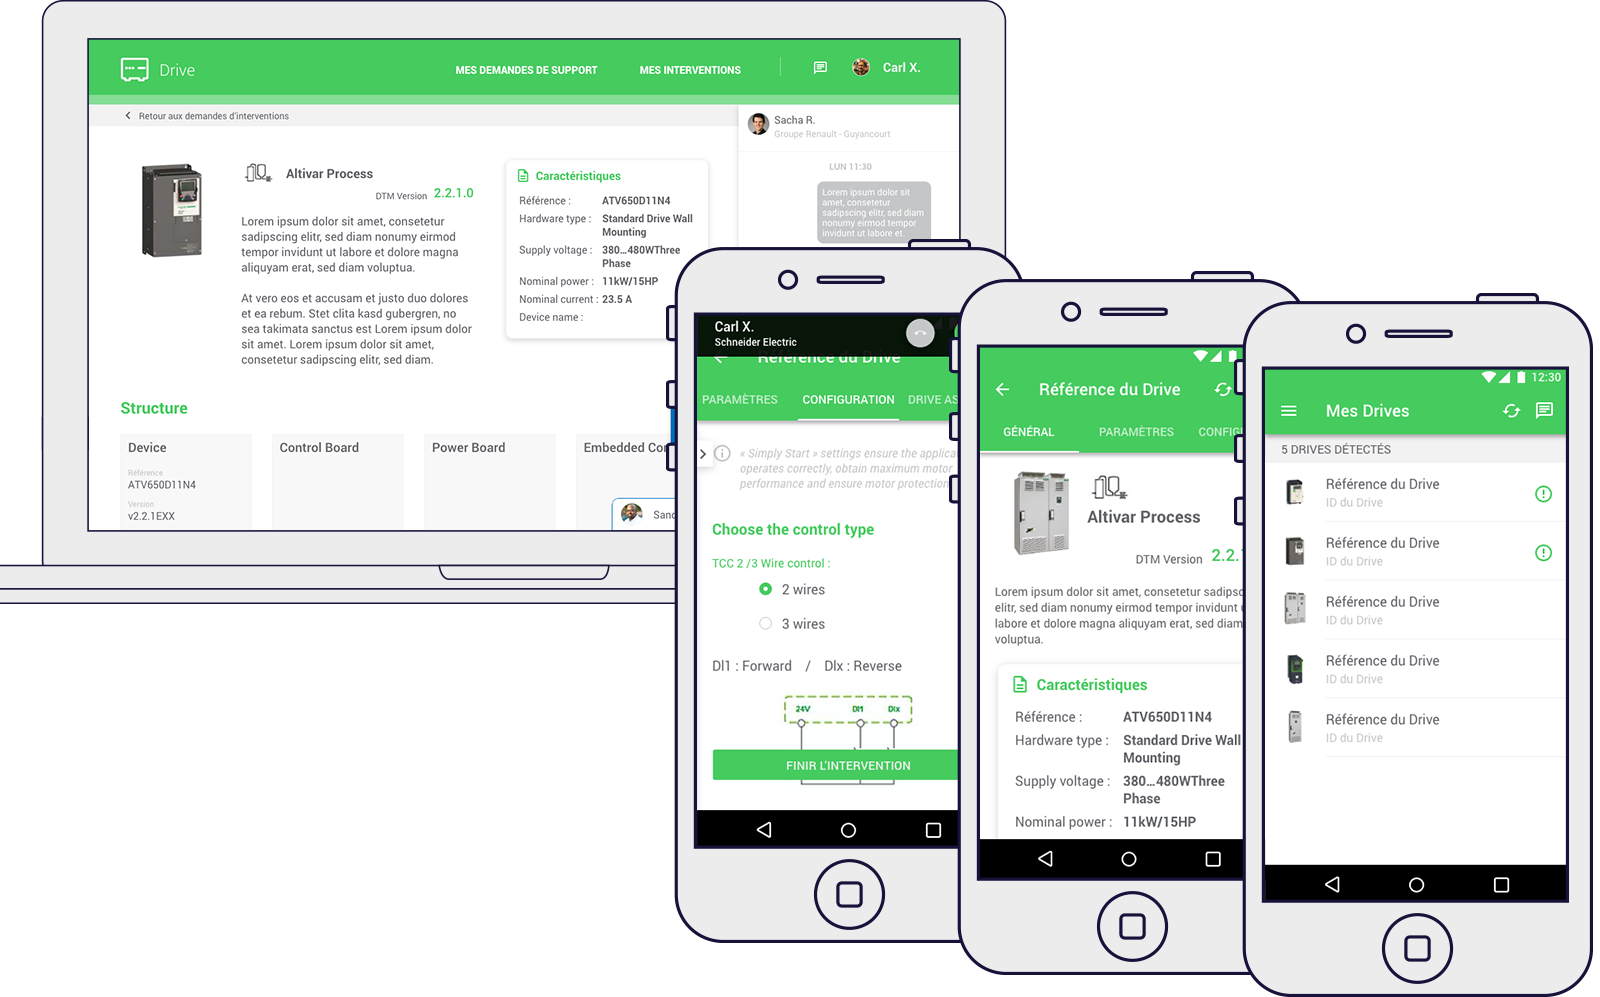 Drive
MES DEMANDES DE SUPPORT
MES INTERVENTIONS
Carl X.
Retour aux demandes d'interventions
Altivar Process
DTM Version 2.2.1.0
Lorem ipsum dolor sit amet, consetetur
sadipscing elitr, sed diam nonumy eirmod
tempor invidunt ut labore et dolore magna
aliquyam erat, sed diam voluptua.
At vero eos et accusam et justo duo dolores
et ea rebum. Stet clita kasd gubergren, no
sea takimata sanctus est Lorem ipsum dolor
sit amet. Lorem ipsum dolor sit amet,
consetetur sadipscing elitr, sed diam.
Caractéristiques
Référence : ATV650D11N4
Hardware type : Standard Drive Wall
Mounting
Supply voltage : 380...480WThree
Phase
Nominal power : 11kW/15HP
Nominal current : 23.5 A
Device name :
Sacha R.
Groupe Renault - Guyancourt
LUN 11:30
Lorem ipsum dolor sit
amet, consetetur
sadipscing elitr, sed diam
nonumy eirmod tempor
invidunt ut labore et.
Structure
Device
Référence
ATV650D11N4
Version
v2.2.1EXX
Control Board
Power Board
Embedded Co
Sand
Carl X.
Schneider Electric
Référence du Drive
PARAMÈTRES
CONFIGURATION
DRIVE AS
« Simply Start » settings ensure the applica
operates correctly, obtain maximum motor
performance and ensure motor protection
Choose the control type
TCC 2 /3 Wire control :
2 wires
3 wires
Dl1 : Forward / Dlx : Reverse
24V DI1 Dix
FINIR L'INTERVENTION
Référence du Drive
GÉNÉRAL
PARAMÈTRES
CONFIGU
Altivar Process
DTM Version 2.2.1
Lorem ipsum dolor sit amet, consetetur sadipsc
elitr, sed diam nonumy eirmod tempor invidunt u
labore et dolore magna aliquyam erat, sed diam
voluptua.
Caractéristiques
Référence : ATV650D11N4
Hardware type : Standard Drive Wall
Mounting
Supply voltage : 380...480WThree
Phase
Nominal power : 11kW/15HP
12:30
Mes Drives
5 DRIVES DÉTECTÉS
Référence du Drive
ID du Drive
Référence du Drive
ID du Drive
Référence du Drive
ID du Drive
Référence du Drive
ID du Drive
Référence du Drive
ID du Drive